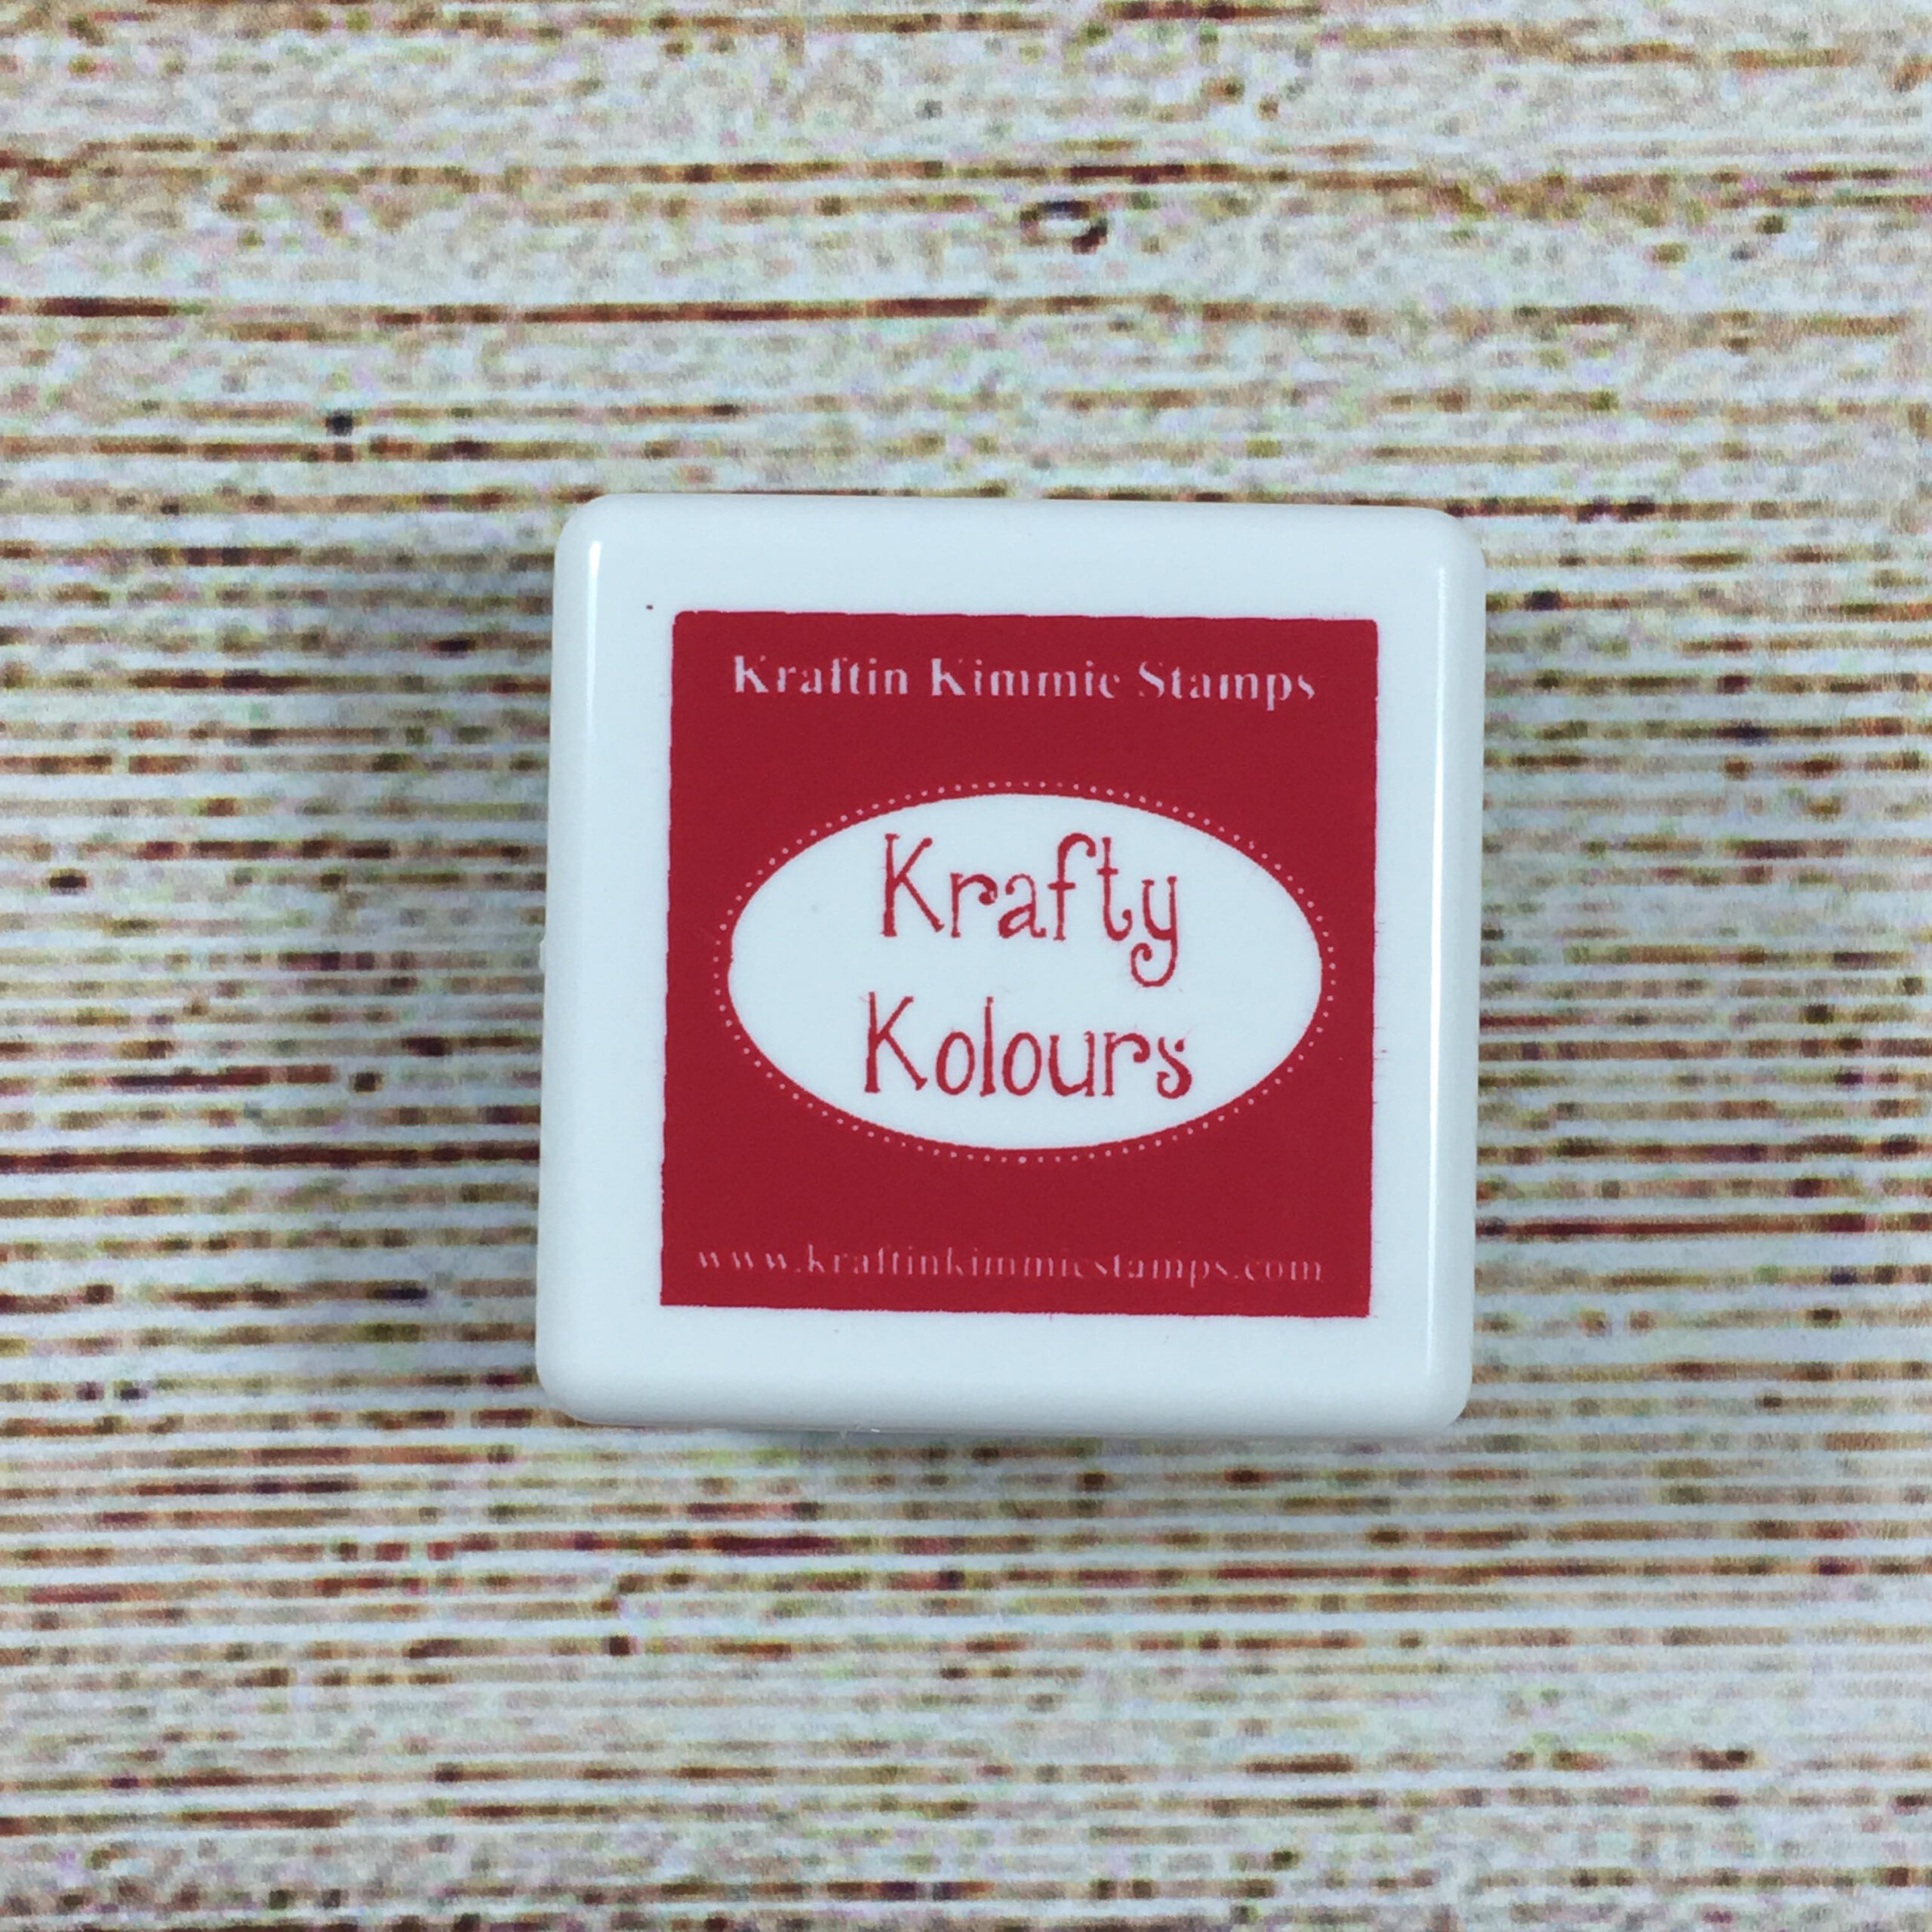 Kraftin Kimmie Stamps
Krafty
Kolours
www.kraftinkimmiestamps.com